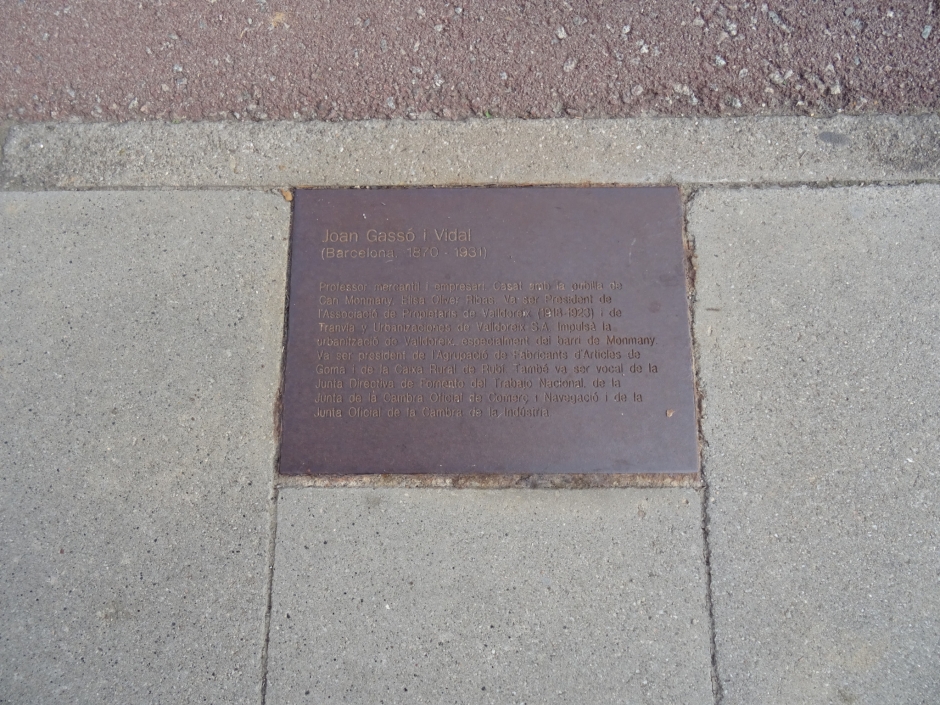 Joan Gassó i Vidal
(Barcelona, 1870 - 1931)
Professor mercantil i empresari. Casat amb la pubilla de
Can Monmany, Elisa Oliver Ribas. Va ser President de
l'Associació de Propietaris de Valldoreix (1918-1923) i de
Tranvía y Urbanizaciones de Valldoreix S.A. Impulsà la
urbanització de Valldoreix, especialment del barri de Monmany.
Va ser president de l'Agrupació de Fabricants d'Articles de
Goma i de la Caixa Rural de Rubí. També va ser vocal de la
Junta Directiva de Fomento del Trabajo Nacional, de la
Junta de la Cambra Oficial de Comerç i Navegació i de la
Junta Oficial de la Cambra de la Indústria.